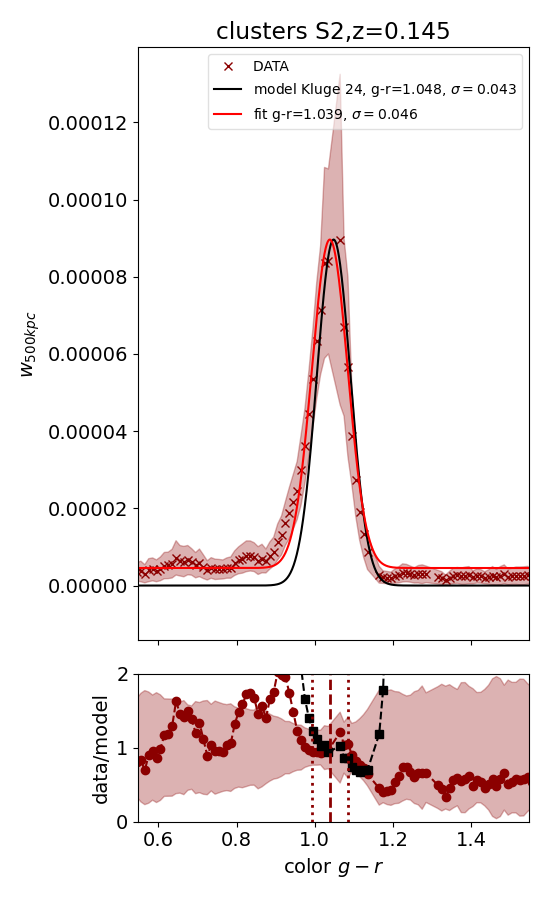 clusters S2,z=0.145
DATA
model Kluge 24, g-r=1.048, σ = 0.043
fit g-r=1.039, σ = 0.046
0.00012
0.00010
0.00008
0.00006
0.00004
0.00002
0.00000
w500kpc
2
1
0
data/model
0.6 0.8 1.0 1.2 1.4
color g − r